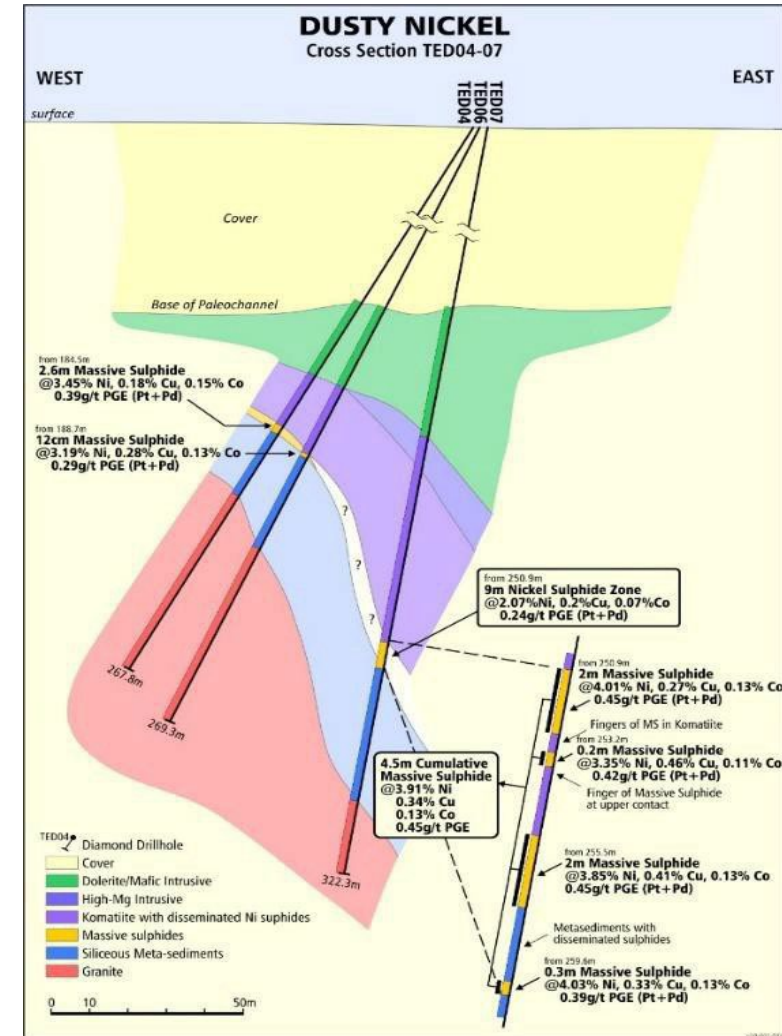 DUSTY NICKEL
Cross Section TED04-07
WEST
EAST
TED04
TED06
TED07
surface
Cover
Base of Paleochannel
from 184.5m
2.6m Massive Sulphide
@3.45% Ni, 0.18% Cu, 0.15% Co
0.39g/t PGE (Pt+Pd)
from 188.7m
12cm Massive Sulphide
@3.19% Ni, 0.28% Cu, 0.13% Co
0.29g/t PGE (Pt+Pd)
?
?
?
from 250.9m
9m Nickel Sulphide Zone
@2.07%Ni, 0.2%Cu, 0.07%Co
0.24g/t PGE (Pt+Pd)
267.8m
269.3m
322.3m
from 250.9m
2m Massive Sulphide
@4.01% Ni, 0.27% Cu, 0.13% Co
0.45g/t PGE (Pt+Pd)
Fingers of MS in Komatiite
from 253.2m
0.2m Massive Sulphide
@3.35% Ni, 0.46% Cu, 0.11% Co
0.42g/t PGE (Pt+Pd)
Finger of Massive Sulphide
at upper contact
4.5m Cumulative
Massive Sulphide
@3.91% Ni
0.34% Cu
0.13% Co
0.45g/t PGE
from 255.5m
2m Massive Sulphide
@3.85% Ni, 0.41% Cu, 0.13% Co
0.45g/t PGE (Pt+Pd)
Metasediments with
disseminated sulphides
from 259.6m
0.3m Massive Sulphide
@4.03% Ni, 0.33% Cu, 0.13% Co
0.39g/t PGE (Pt+Pd)
TED04
Diamond Drillhole
Cover
Dolerite/Mafic Intrusive
High-Mg Intrusive
Komatiite with disseminated Ni suphides
Massive sulphides
Siliceous Meta-sediments
Granite
0 10 50m